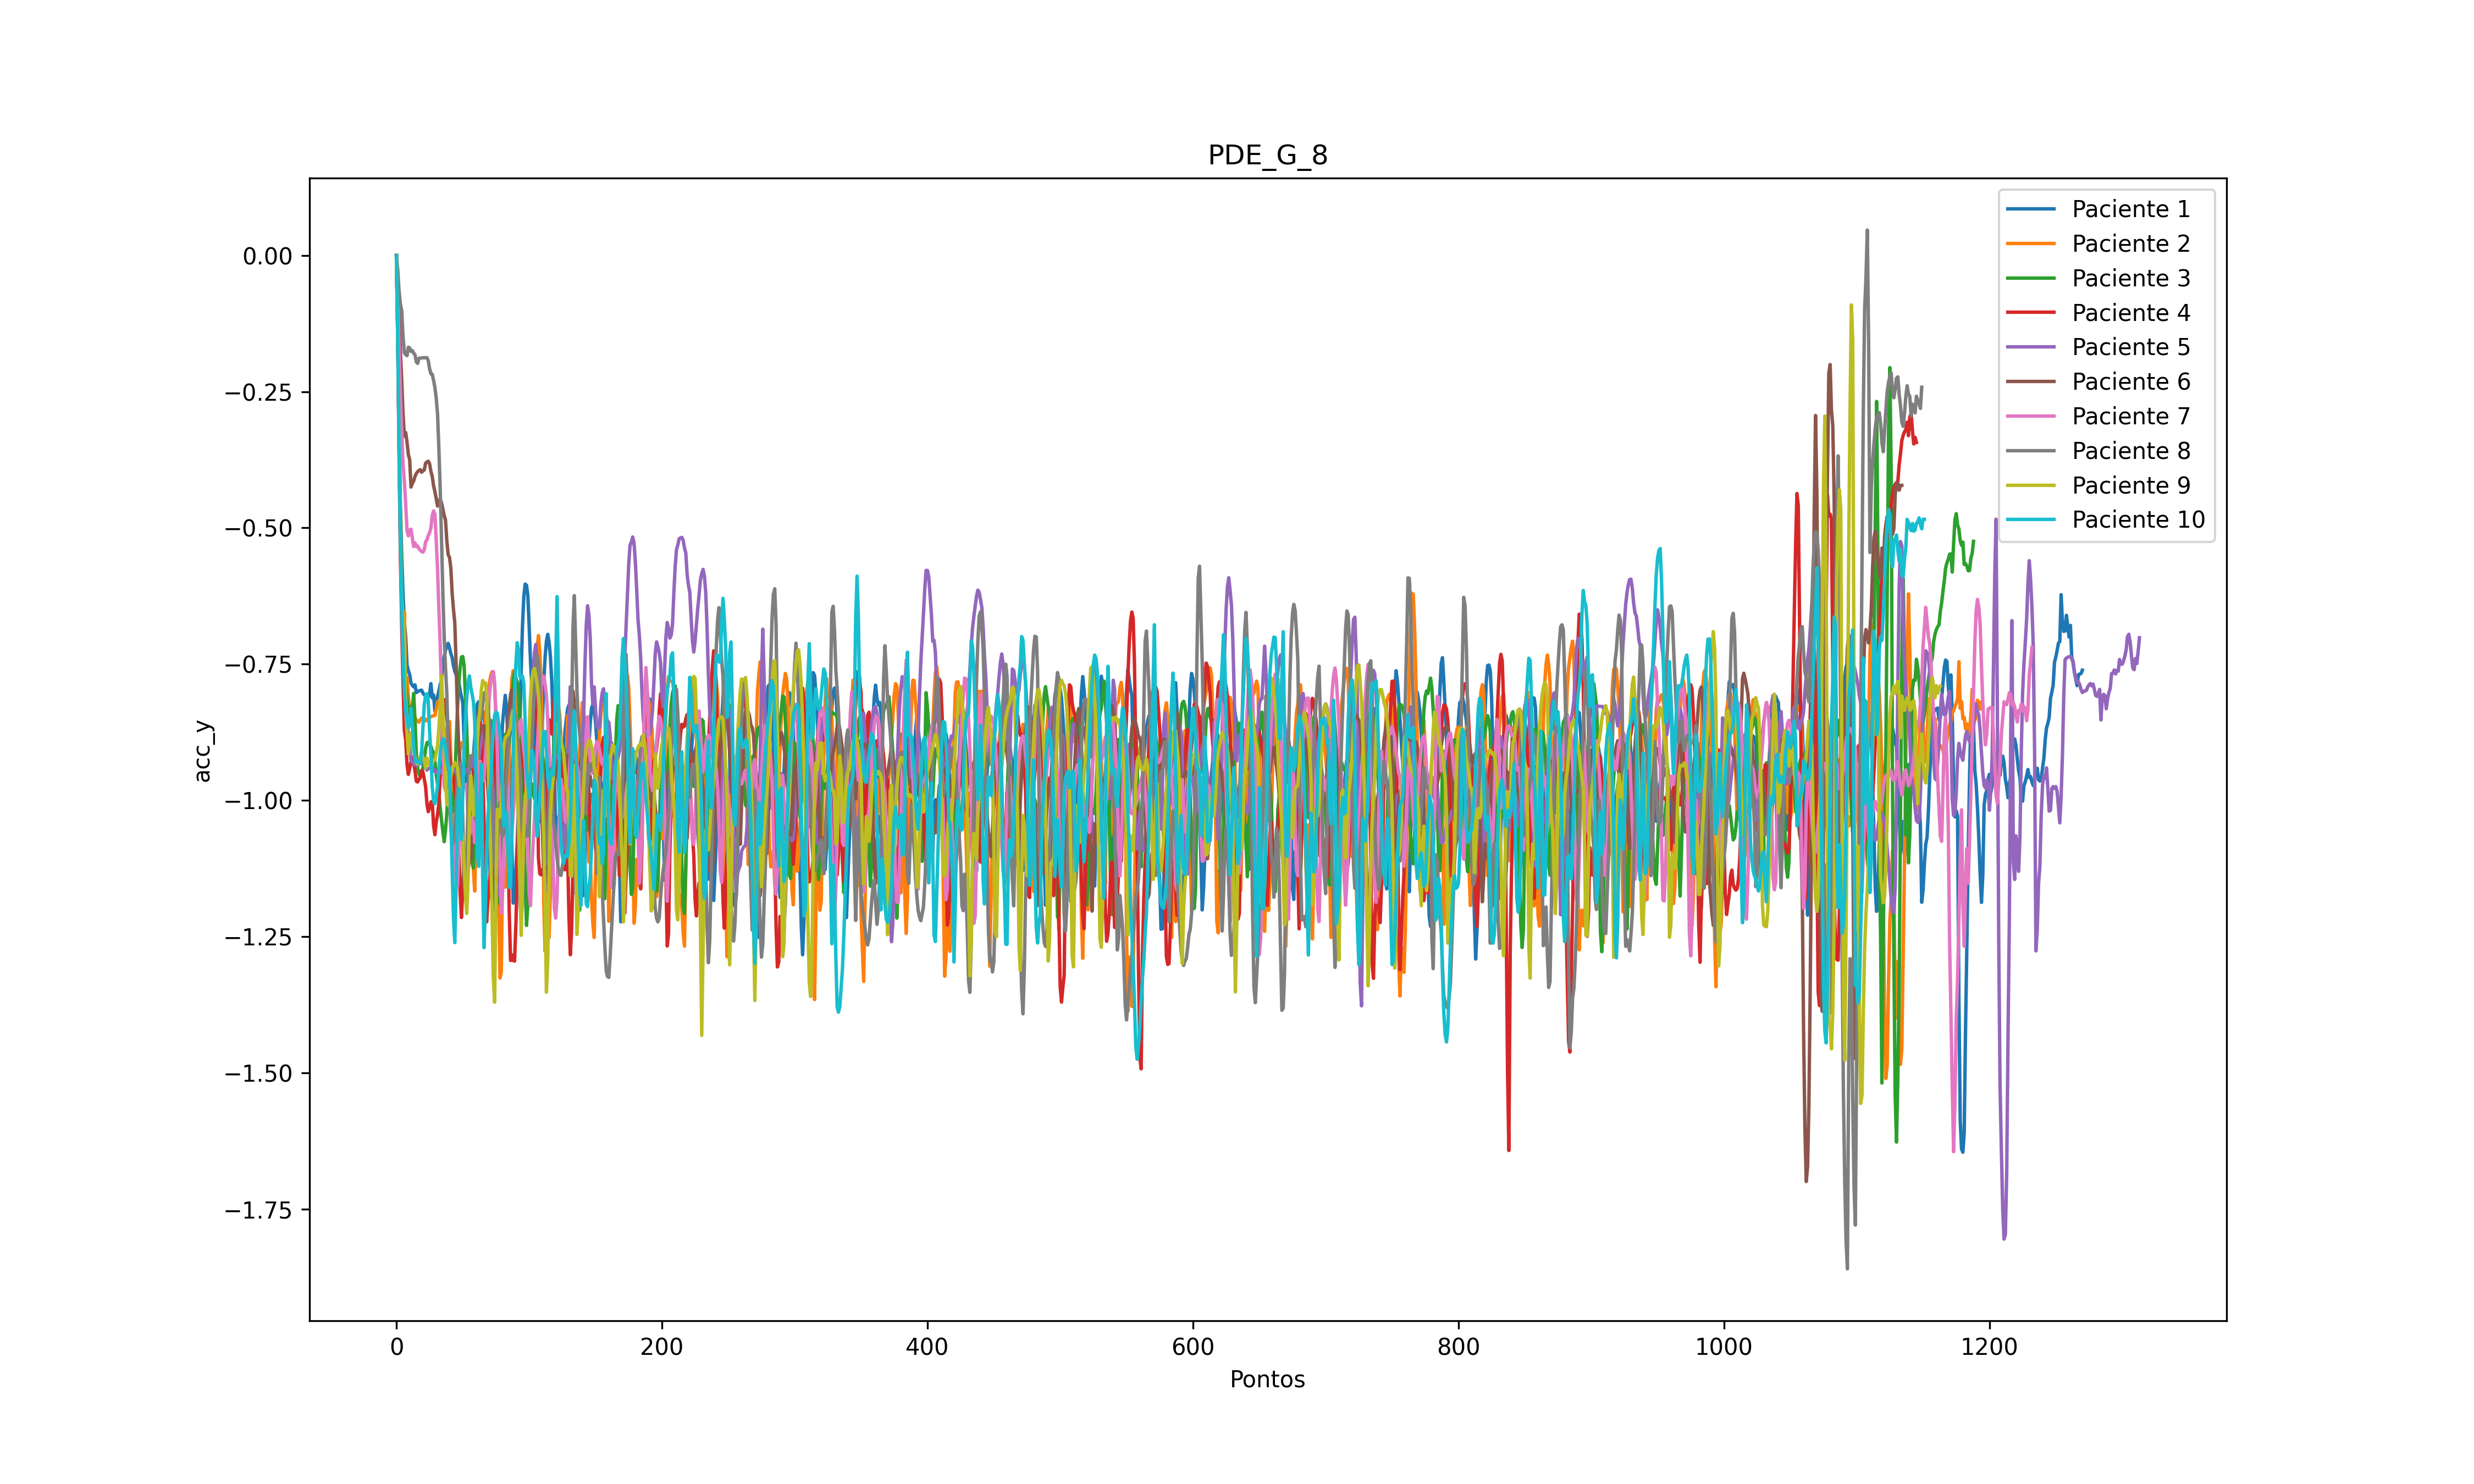 PDE_G_8
0.00
−0.25
−0.50
−0.75
−1.00
−1.25
−1.50
−1.75
acc_y
0 200 400 600 800 1000 1200
Pontos
Paciente 1
Paciente 2
Paciente 3
Paciente 4
Paciente 5
Paciente 6
Paciente 7
Paciente 8
Paciente 9
Paciente 10